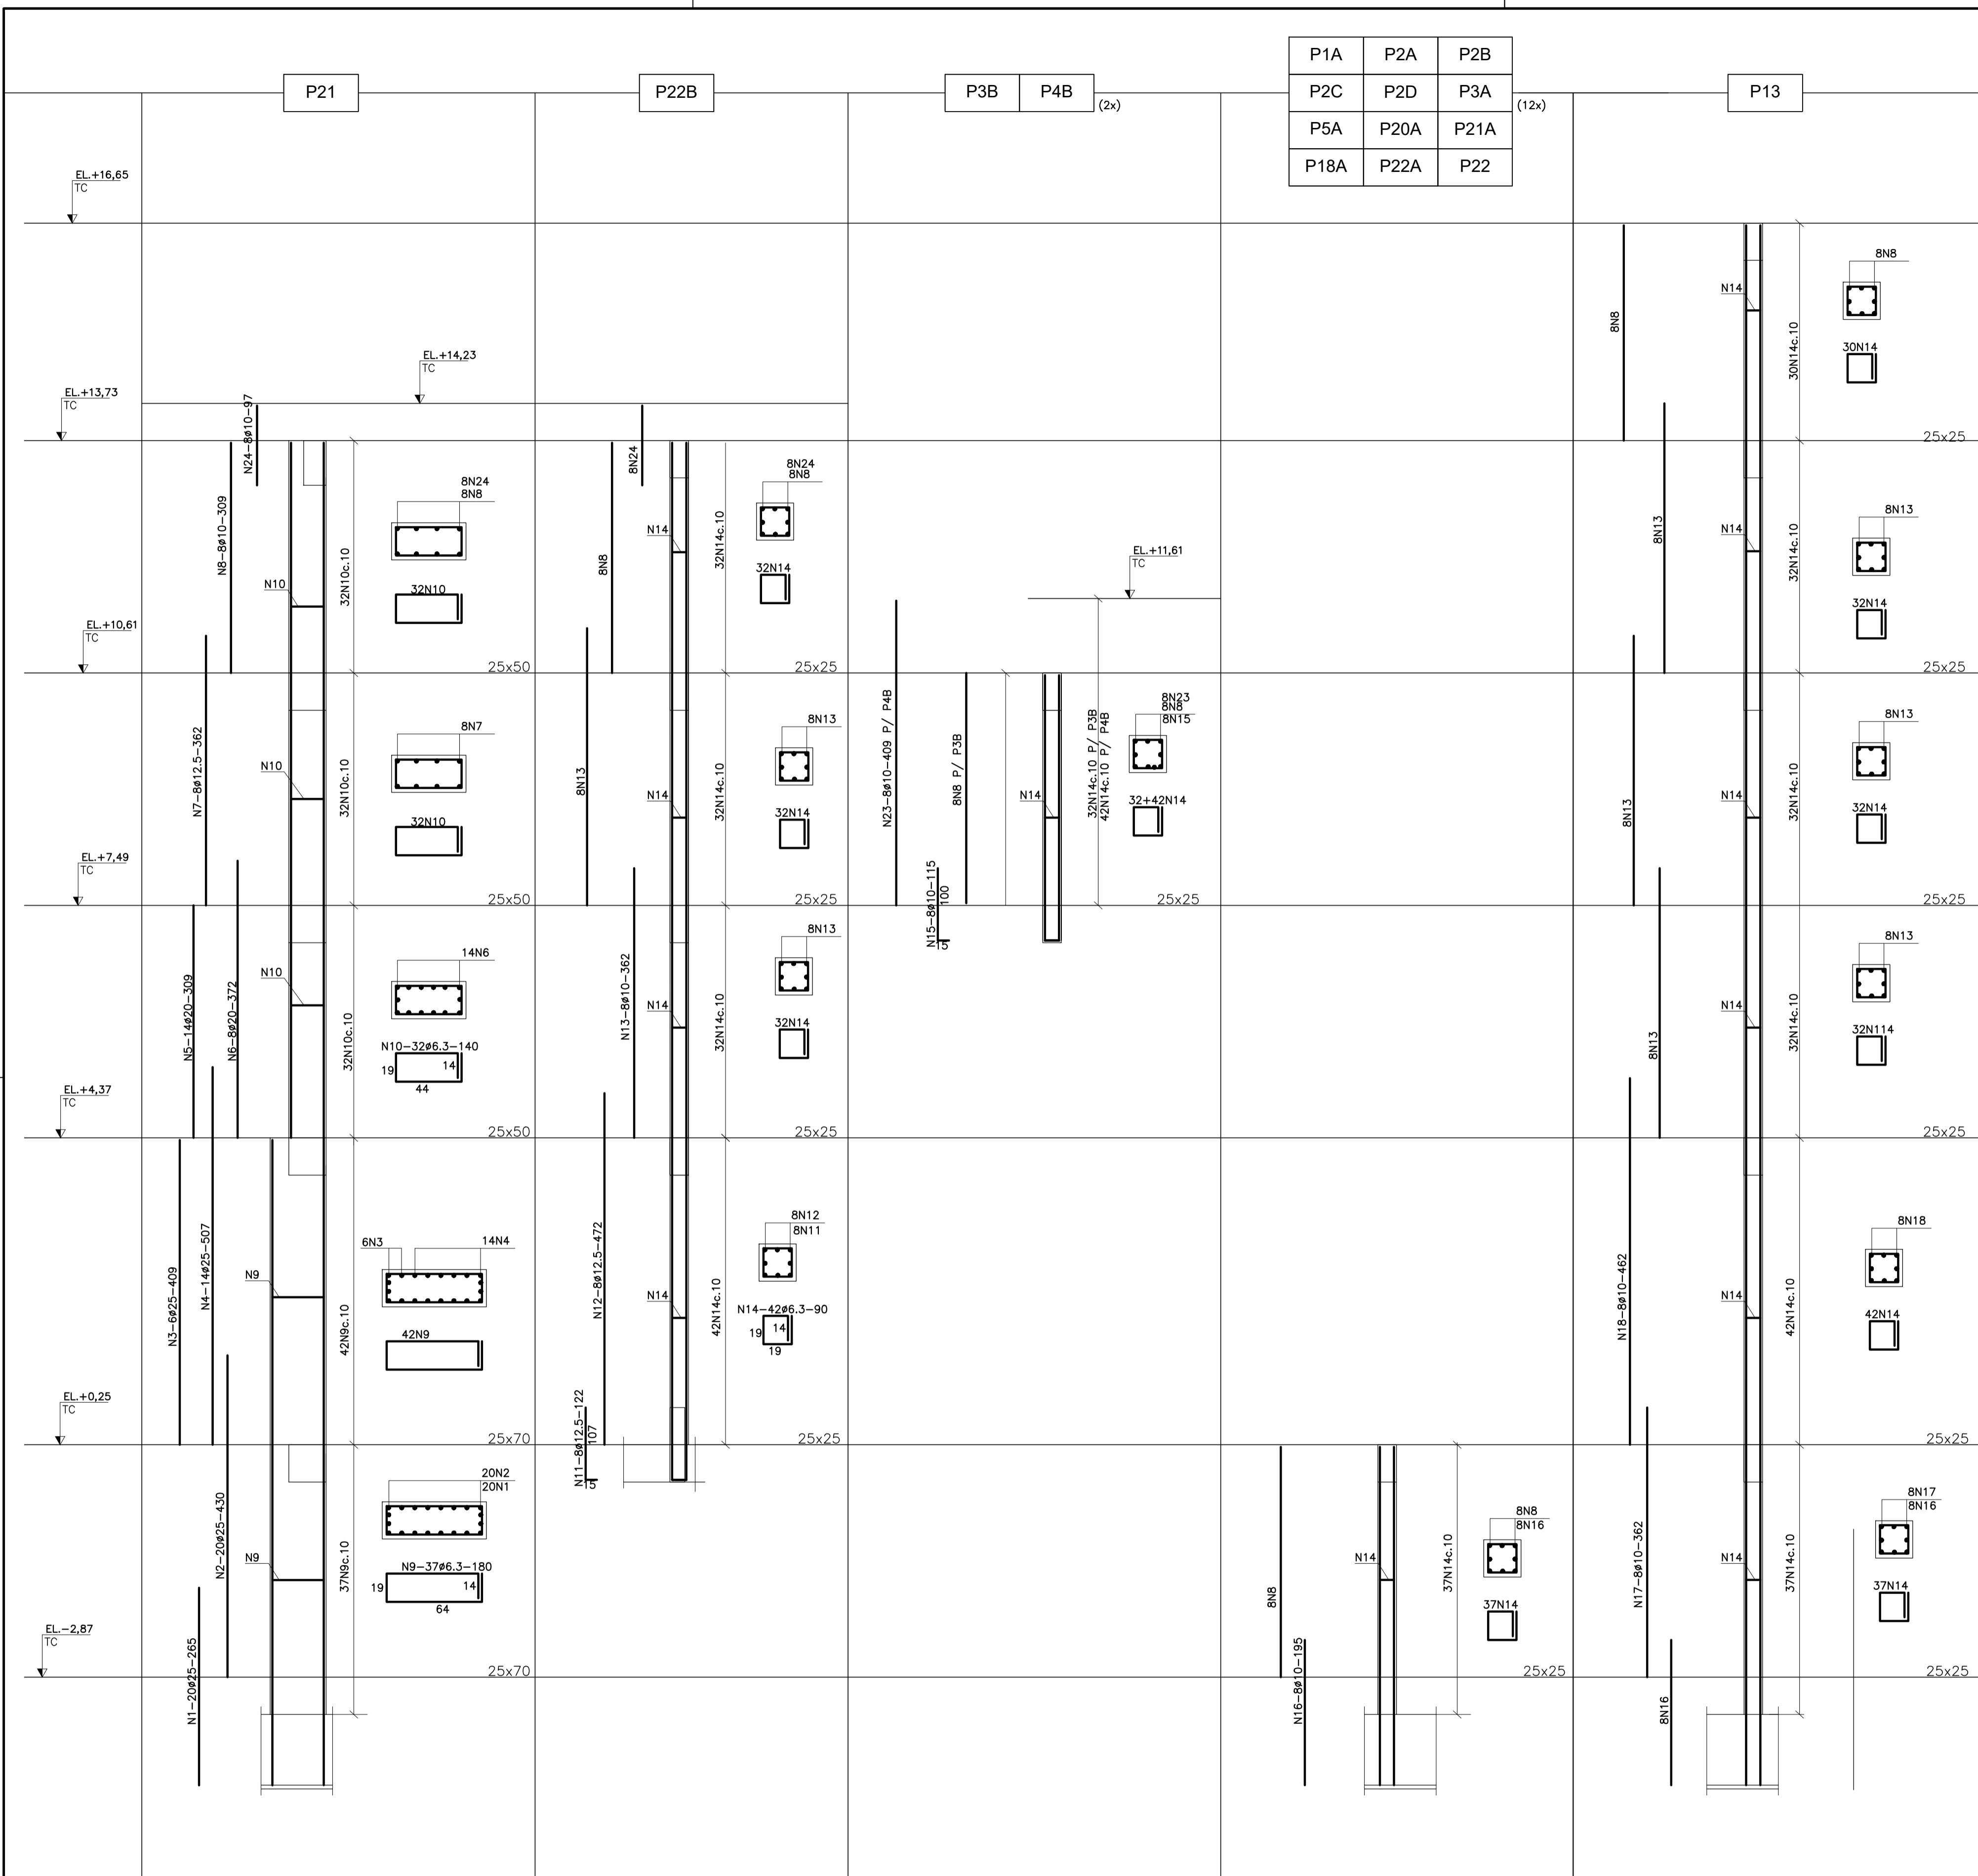 P21
P22B
P3B P4B
(2x)
P1A P2A P2B
P2C P2D P3A
P5A P20A P21A
P18A P22A P22
(12x)
P13
EL.+16,65
TC
EL.+13,73
TC
EL.+10,61
TC
EL.+7,49
TC
EL.+4,37
TC
EL.+0,25
TC
EL.-2,87
TC
EL.+14,23
TC
N24-8ø10-97
N8-8ø10-309
N10
32N10c.10
8N24
8N8
32N10
25x50
N7-8ø12.5-362
N10
32N10c.10
8N7
32N10
25x50
N5-14ø20-309
N6-8ø20-372
N10
32N10c.10
14N6
N10-32ø6.3-140
19
14
44
25x50
N3-6ø25-409
N4-14ø25-507
N9
42N9c.10
6N3
14N4
42N9
25x70
N2-20ø25-430
N1-20ø25-265
N9
37N9c.10
20N2
20N1
N9-37ø6.3-180
19
14
64
25x70
8N24
8N8
N14
32N14c.10
8N24
8N8
32N14
25x25
8N13
N14
32N14c.10
8N13
32N14
25x25
N13-8ø10-362
N14
32N14c.10
8N13
32N14
25x25
N12-8ø12.5-472
N14
42N14c.10
8N12
8N11
N14-42ø6.3-90
19
14
19
25x25
N11-8ø12.5-122
107
15
EL.+11,61
TC
N23-8ø10-409 P/ P4B
8N8 P/ P3B
N14
32N14c.10 P/ P3B
42N14c.10 P/ P4B
8N23
8N8
8N15
32+42N14
25x25
N15-8ø10-115
100
15
8N8
N16-8ø10-195
N14
37N14c.10
8N8
8N16
37N14
25x25
8N8
N14
30N14c.10
8N8
30N14
25x25
8N13
N14
32N14c.10
8N13
32N14
25x25
8N13
N14
32N14c.10
8N13
32N14
25x25
8N13
N14
32N14c.10
8N13
32N114
25x25
N18-8ø10-462
N14
42N14c.10
8N18
42N14
25x25
N17-8ø10-362
8N16
N14
37N14c.10
8N17
8N16
37N14
25x25